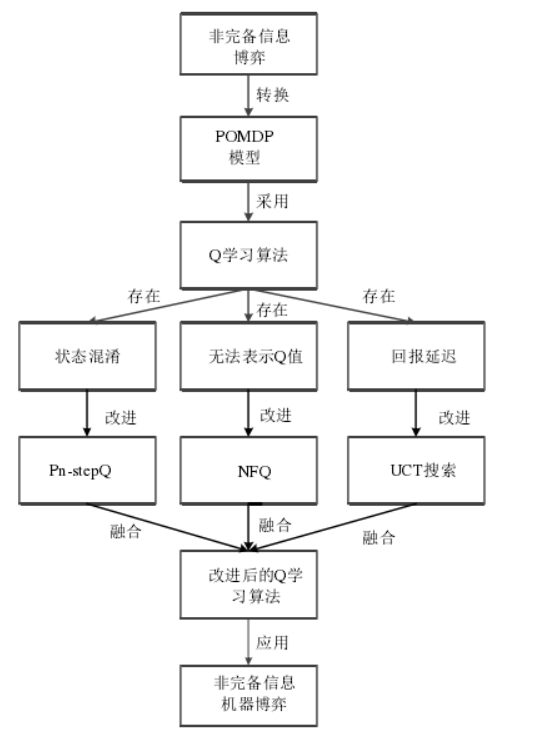 非完备信息
博弈
转换
POMDP
模型
采用
Q学习算法
存在
存在
存在
状态混淆
无法表示Q值
回报延迟
改进
改进
改进
Pn-stepQ
NFQ
UCT搜索
融合
融合
融合
改进后的Q学
习算法
应用
非完备信息
机器博弈